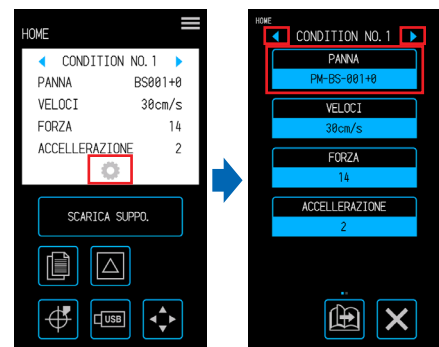 HOME
CONDITION NO.1
PANNA BS001+0
VELOCI 30cm/s
FORZA 14
ACCELLERAZIONE 2
SCARICA SUPPO.
USB
HOME
CONDITION NO.1
PANNA
PM-BS-001+0
VELOCI
30cm/s
FORZA
14
ACCELLERAZIONE
2